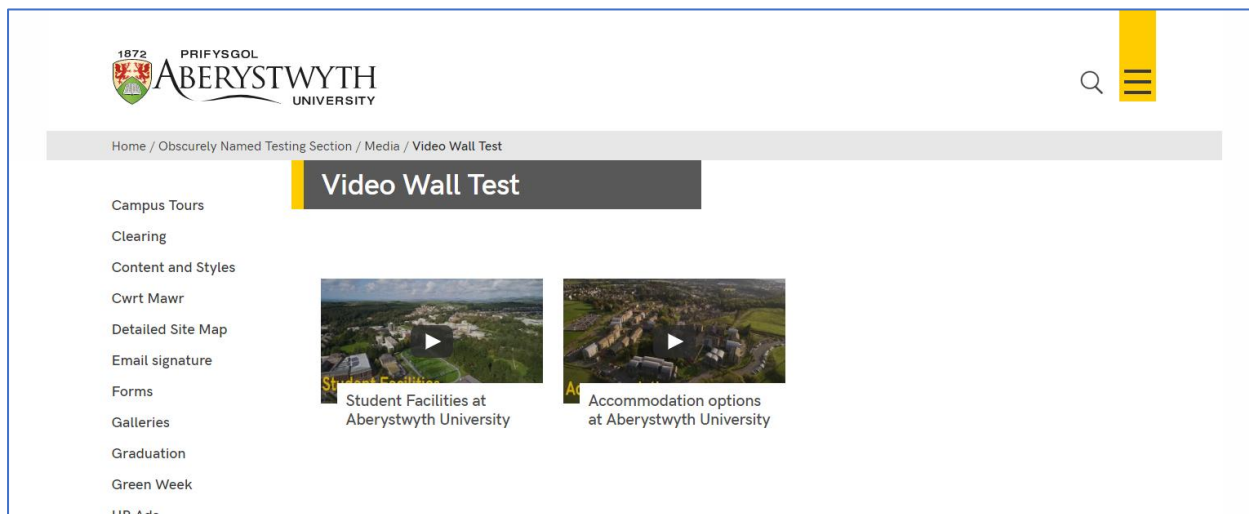 1872 PRIFYSGOL
ABERYSTWYTH
UNIVERSITY
Home / Obscurely Named Testing Section / Media / Video Wall Test
Video Wall Test
Campus Tours
Clearing
Content and Styles
Cwrt Mawr
Detailed Site Map
Email signature
Forms
Galleries
Graduation
Green Week
Student Facilities
Student Facilities at
Aberystwyth University
Accommodation options
at Aberystwyth University